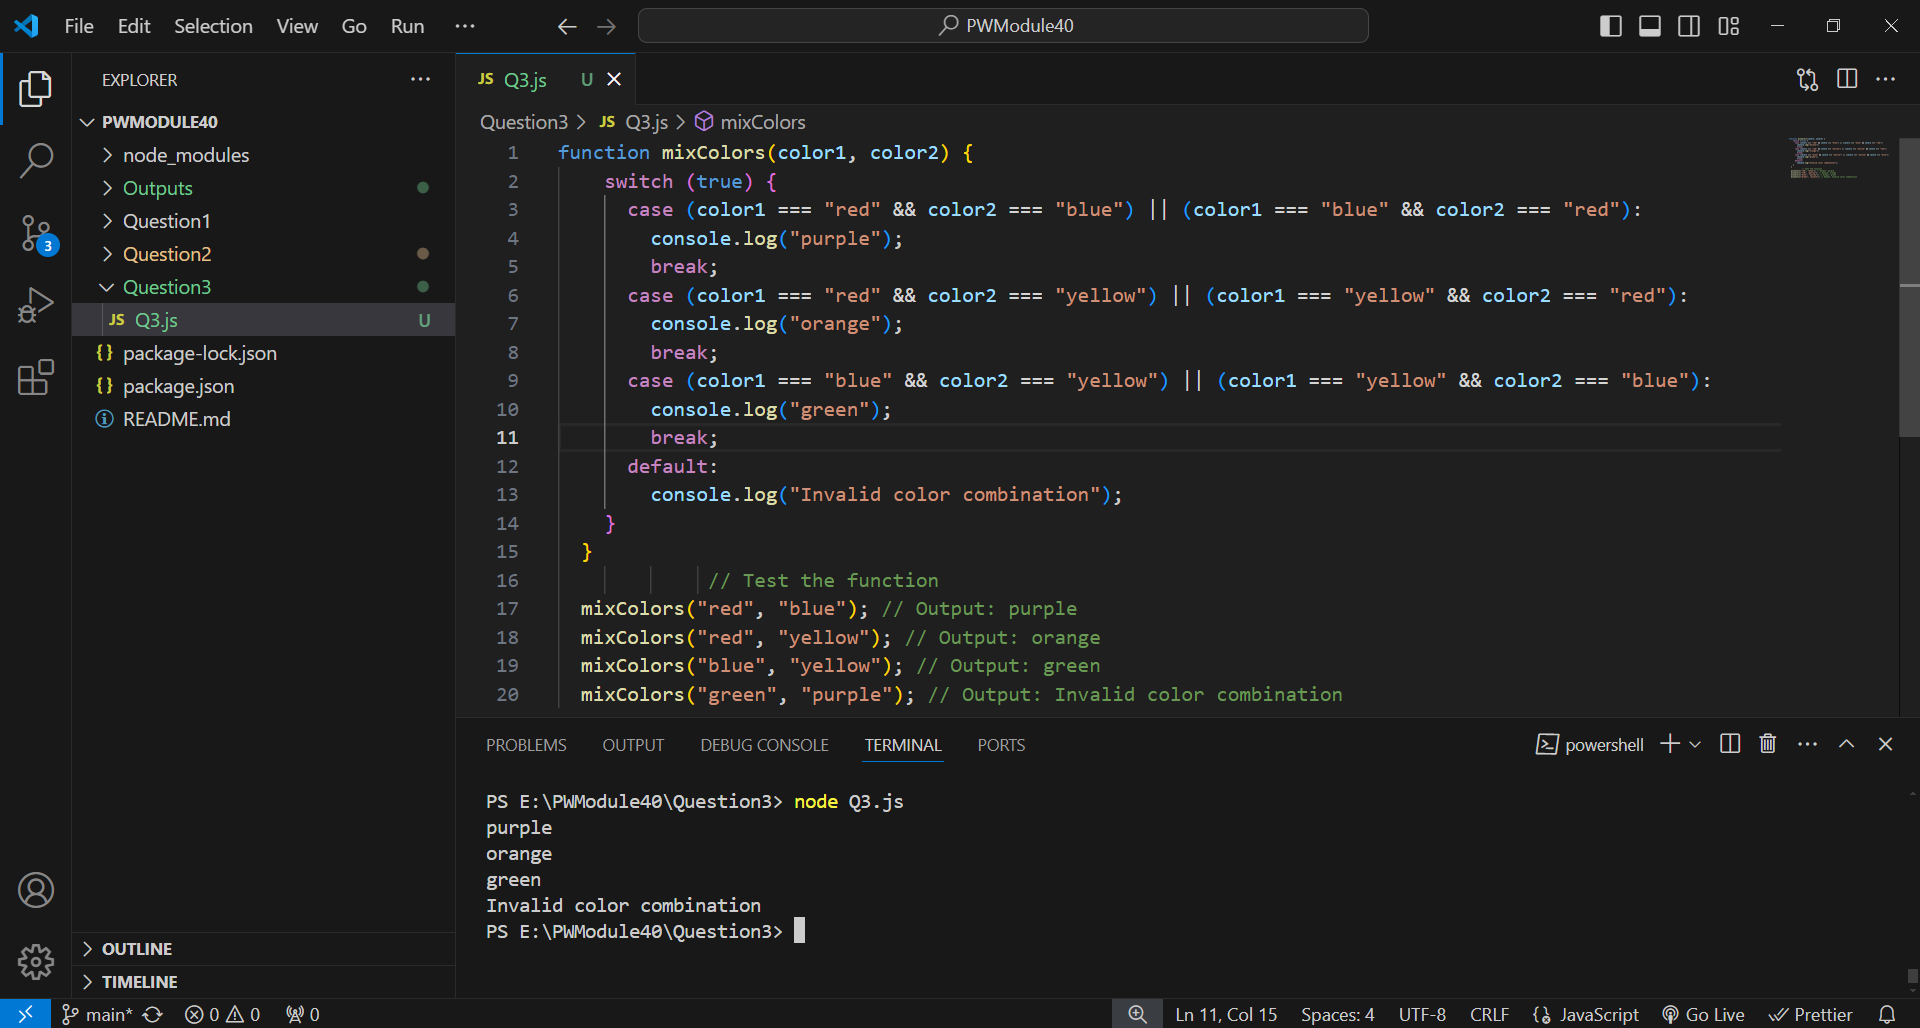 File Edit Selection View Go Run ··· PWModule40
EXPLORER ···
PWMODULE40
node_modules
Outputs
Question1
Question2
Question3
JS Q3.js U
{} package-lock.json
{} package.json
README.md
OUTLINE
TIMELINE
3
JS Q3.js U
Question3 > JS Q3.js > mixColors
1 function mixColors(color1, color2) {
2 switch (true) {
3 case (color1 === "red" && color2 === "blue") || (color1 === "blue" && color2 === "red"):
4 console.log("purple");
5 break;
6 case (color1 === "red" && color2 === "yellow") || (color1 === "yellow" && color2 === "red"):
7 console.log("orange");
8 break;
9 case (color1 === "blue" && color2 === "yellow") || (color1 === "yellow" && color2 === "blue"):
10 console.log("green");
11 break;
12 default:
13 console.log("Invalid color combination");
14 }
15 }
16 // Test the function
17 mixColors("red", "blue"); // Output: purple
18 mixColors("red", "yellow"); // Output: orange
19 mixColors("blue", "yellow"); // Output: green
20 mixColors("green", "purple"); // Output: Invalid color combination
PROBLEMS OUTPUT DEBUG CONSOLE TERMINAL PORTS powershell
PS E:\PWModule40\Question3> node Q3.js
purple
orange
green
Invalid color combination
PS E:\PWModule40\Question3>
main* 0 0 0 Ln 11, Col 15 Spaces: 4 UTF-8 CRLF JavaScript Go Live Prettier